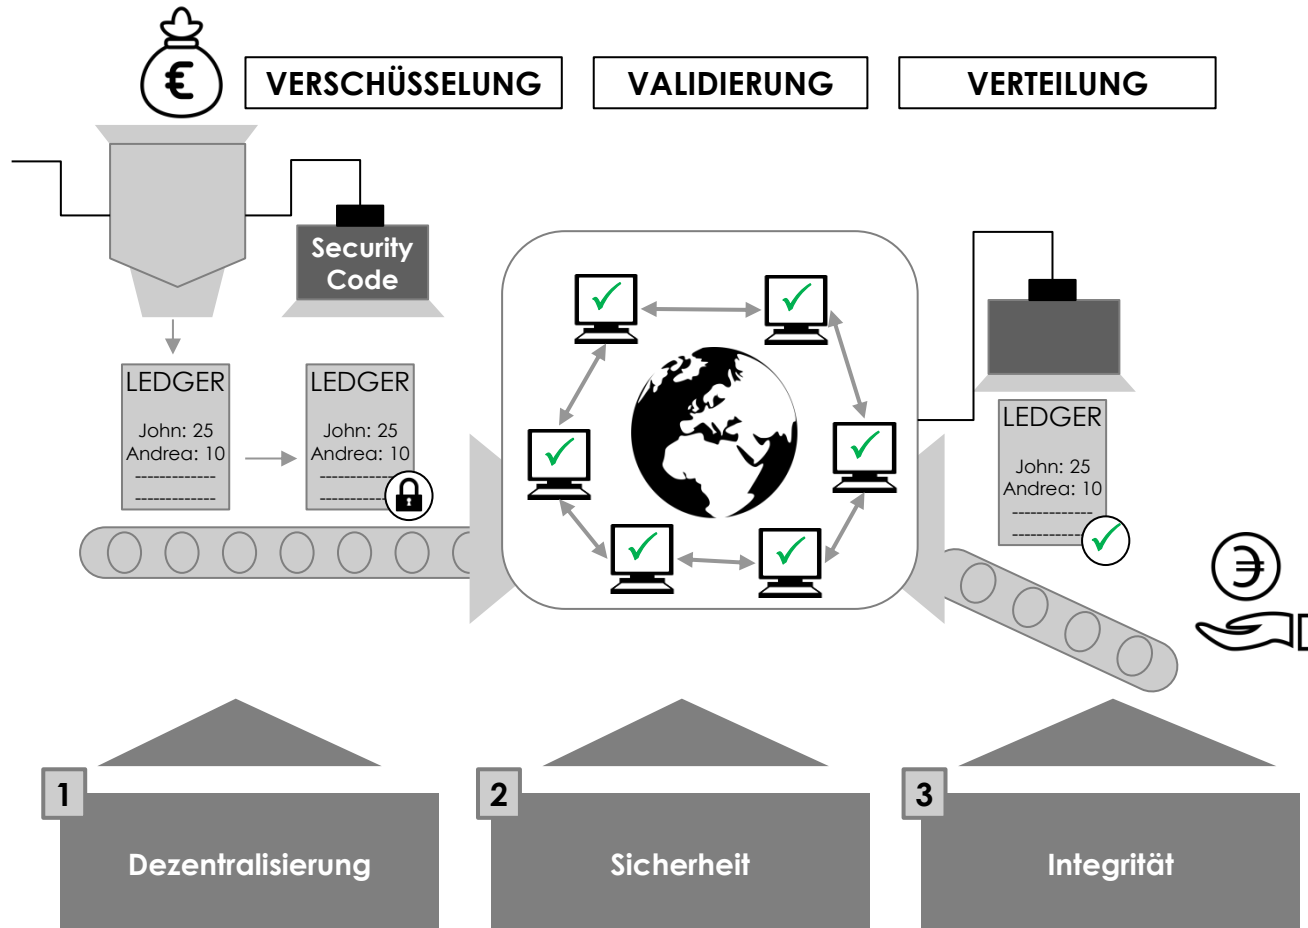 VERSCHÜSSELUNG
VALIDIERUNG
VERTEILUNG
€
Security
Code
LEDGER
John: 25
Andrea: 10
--------------
--------------
LEDGER
John: 25
Andrea: 10
--------------
--------------
LEDGER
John: 25
Andrea: 10
--------------
--------------
1
Dezentralisierung
2
Sicherheit
3
Integrität